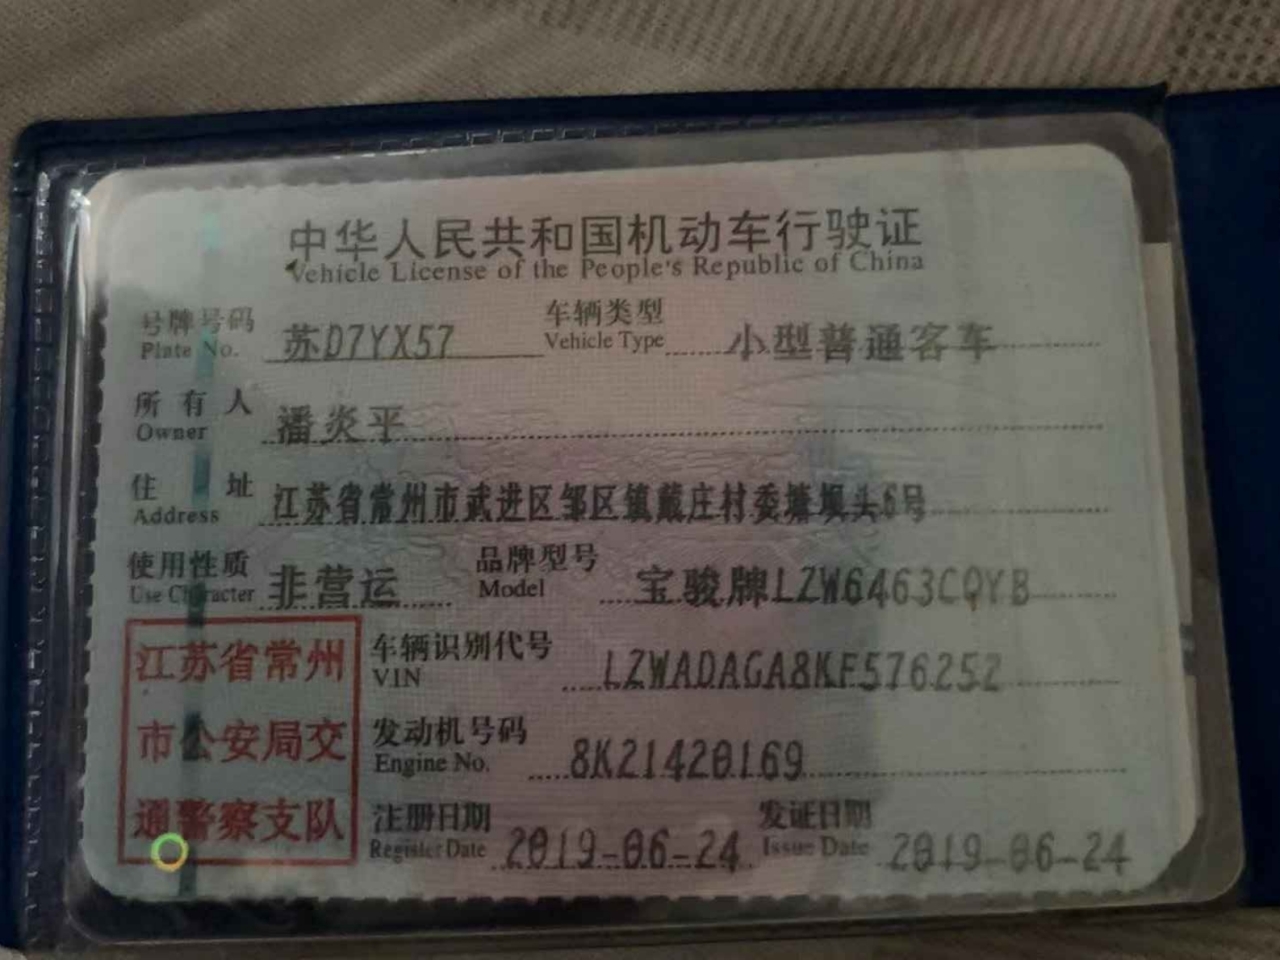 中华人民共和国机动车行驶证
Vehicle License of the People's Republic of China
号牌号码 苏D7YX57 车辆类型 小型普通客车
Plate No. Vehicle Type
所有人 潘炎平
Owner
住址 江苏省常州市武进区邹区镇戴庄村委塘坝头6号
Address
使用性质 非营运 品牌型号 宝骏牌LZW6463CQYB
Use Character Model
江苏省常州
市公安局交
通警察支队
车辆识别代号 LZWADAGA8KF576252
VIN
发动机号码 8K21420169
Engine No.
注册日期 2019-06-24 发证日期 2019-06-24
Register Date Issue Date